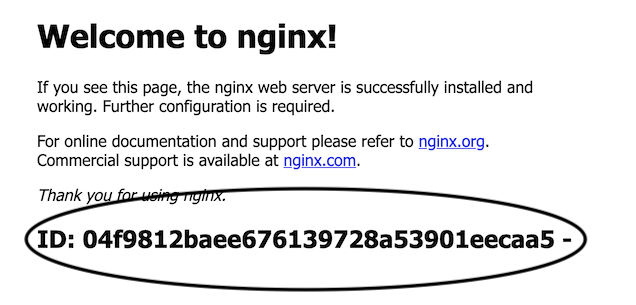 Welcome to nginx!
If you see this page, the nginx web server is successfully installed and
working. Further configuration is required.
For online documentation and support please refer to nginx.org.
Commercial support is available at nginx.com.
Thank you for using nginx.
ID: 04f9812baee676139728a53901eecaa5 -